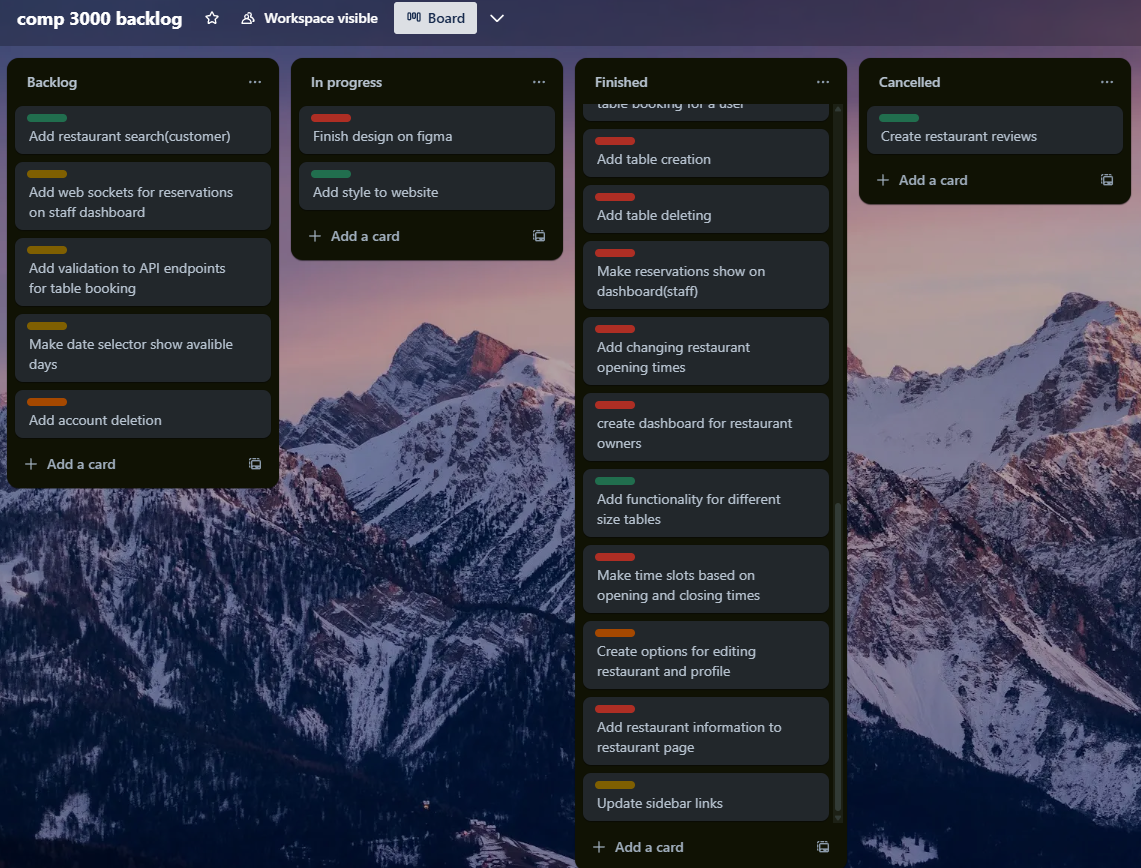 comp 3000 backlog
Workspace visible
Board
Backlog
Add restaurant search(customer)
Add web sockets for reservations
on staff dashboard
Add validation to API endpoints
for table booking
Make date selector show avalible
days
Add account deletion
Add a card
In progress
Finish design on figma
Add style to website
Add a card
Finished
table booking for a user
Add table creation
Add table deleting
Make reservations show on
dashboard(staff)
Add changing restaurant
opening times
create dashboard for restaurant
owners
Add functionality for different
size tables
Make time slots based on
opening and closing times
Create options for editing
restaurant and profile
Add restaurant information to
restaurant page
Update sidebar links
Add a card
Cancelled
Create restaurant reviews
Add a card